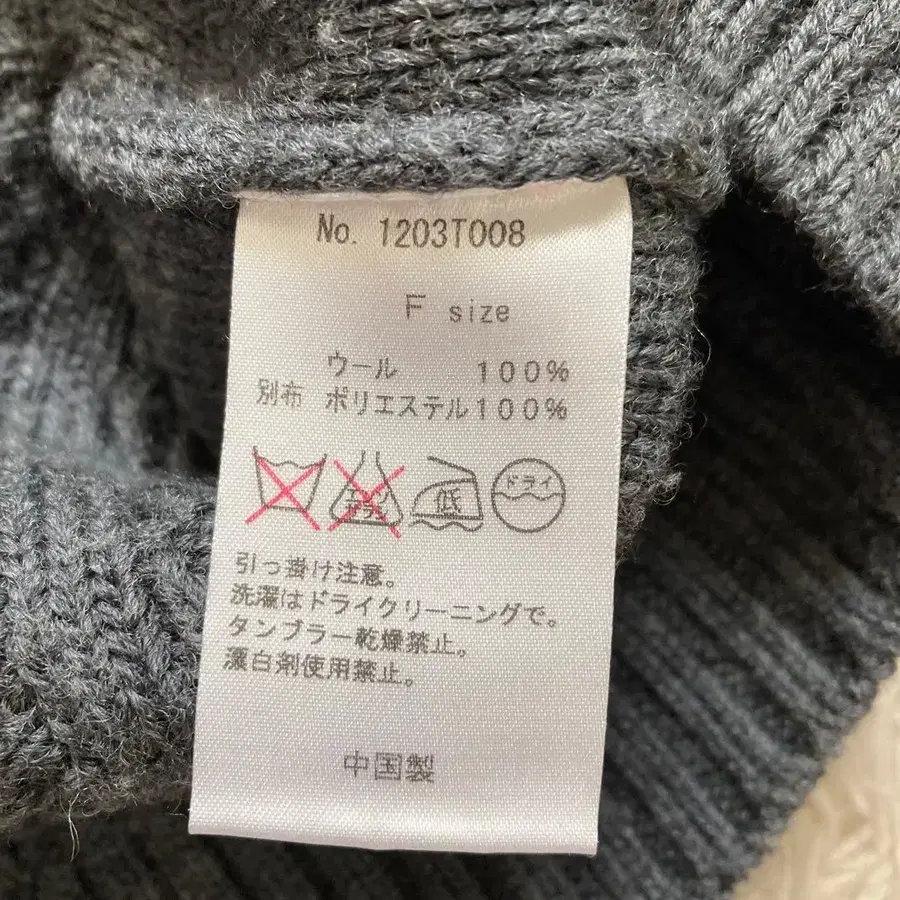 No. 1203T008
F size
ウール 100%
別布 ポリエステル100%
低 ドライ
引っ掛け注意。
洗濯はドライクリーニングで。
タンブラー乾燥禁止。
漂白剤使用禁止。
中国製